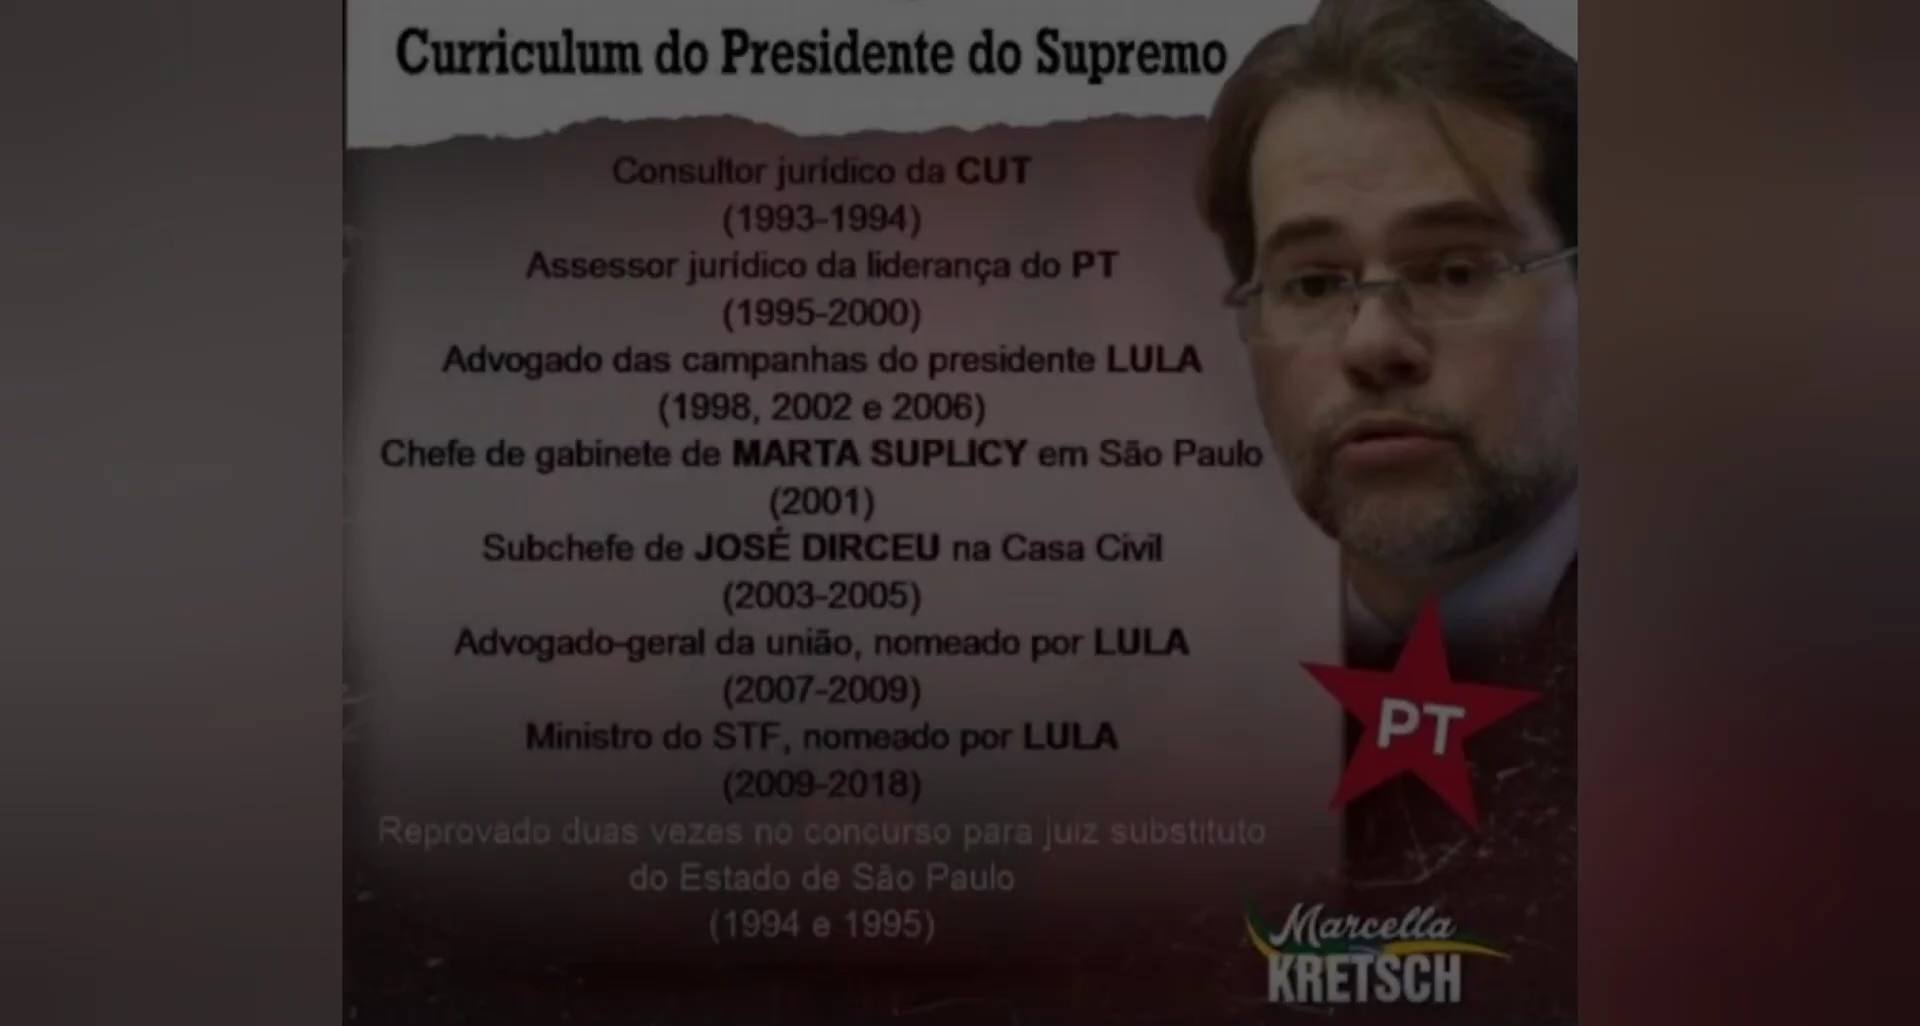 Curriculum do Presidente do Supremo
Consultor jurídico da CUT
(1993-1994)
Assessor jurídico da liderança do PT
(1995-2000)
Advogado das campanhas do presidente LULA
(1998, 2002 e 2006)
Chefe de gabinete de MARTA SUPLICY em São Paulo
(2001)
Subchefe de JOSÉ DIRCEU na Casa Civil
(2003-2005)
Advogado-geral da união, nomeado por LULA
(2007-2009)
Ministro do STF, nomeado por LULA
(2009-2018)
Reprovado duas vezes no concurso para juiz substituto
do Estado de São Paulo
(1994 e 1995)
PT
Marcella
KRETSCH